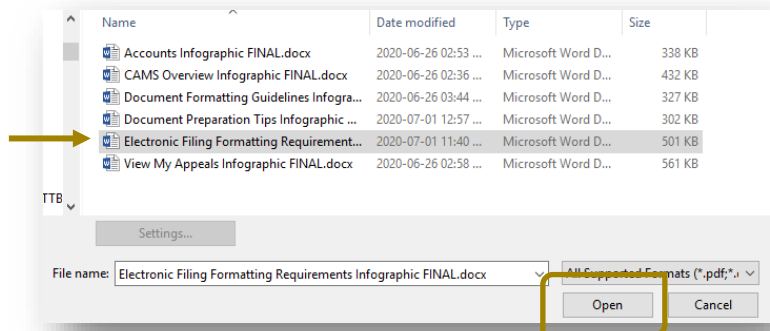 Name Date modified Type Size
Accounts Infographic FINAL.docx 2020-06-26 02:53 ... Microsoft Word D... 338 KB
CAMS Overview Infographic FINAL.docx 2020-06-26 02:36 ... Microsoft Word D... 432 KB
Document Formatting Guidelines Infogra... 2020-06-26 03:44 ... Microsoft Word D... 327 KB
Document Preparation Tips Infographic ... 2020-07-01 12:57 ... Microsoft Word D... 302 KB
Electronic Filing Formatting Requirement... 2020-07-01 11:40 ... Microsoft Word D... 501 KB
View My Appeals Infographic FINAL.docx 2020-06-26 02:58 ... Microsoft Word D... 561 KB
TTB
Settings...
File name: Electronic Filing Formatting Requirements Infographic FINAL.docx All Supported Formats (*.pdf;*.
Open Cancel